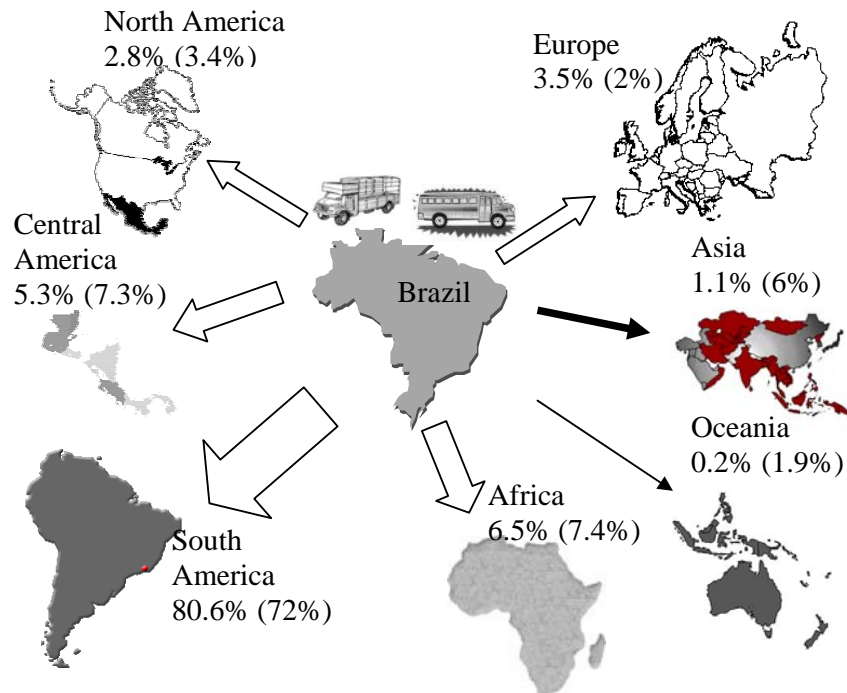 North America
2.8% (3.4%)
Europe
3.5% (2%)
Central
America
5.3% (7.3%)
Brazil
Asia
1.1% (6%)
Oceania
0.2% (1.9%)
Africa
6.5% (7.4%)
South
America
80.6% (72%)